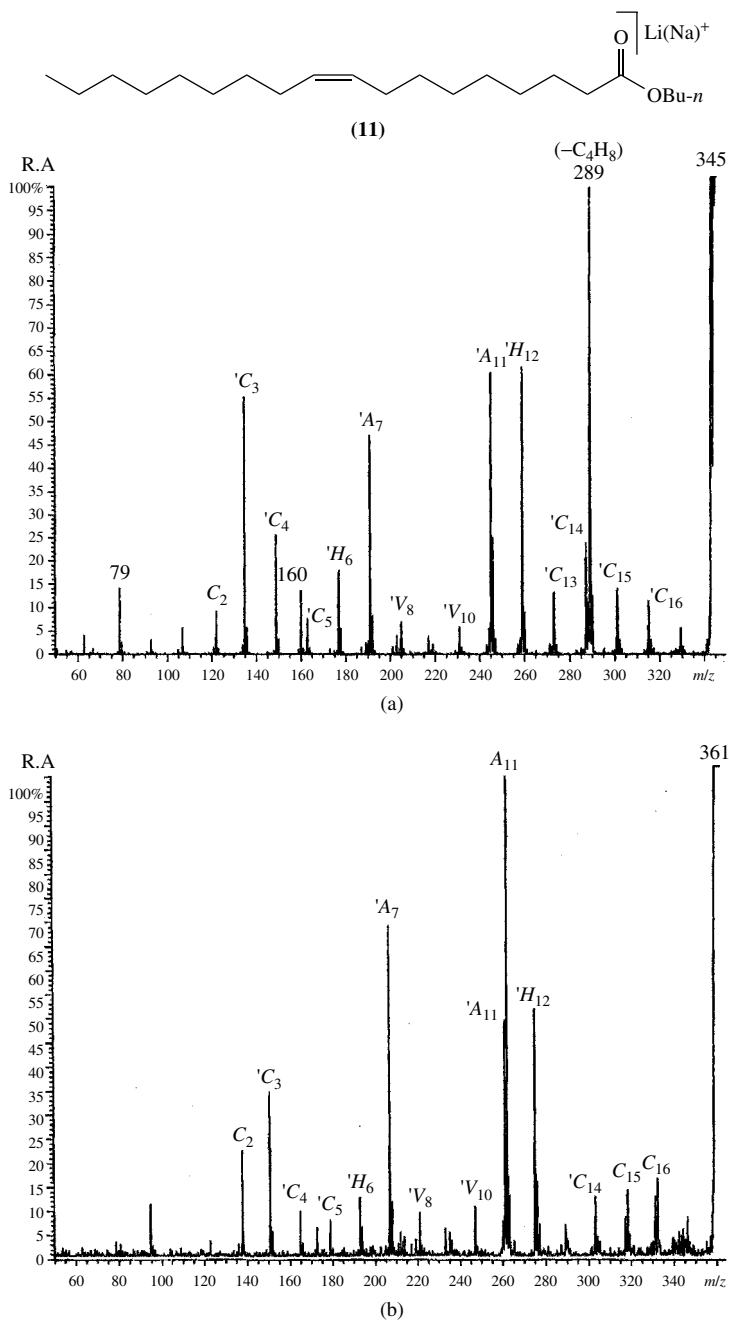 O
Li(Na)+
OBu-n
(11)
R.A
(–C4H8)
289
345
100%
95
90
85
80
75
70
65
60
55
50
45
40
35
30
25
20
15
10
5
0
79
C2
'C3
'C4
160
'C5
'H6
'A7
'V8
'V10
'A11
'H12
'C13
'C14
'C15
'C16
60 80 100 120 140 160 180 200 220 240 260 280 300 320 m/z
(a)
R.A
A11
361
100%
95
90
85
80
75
70
65
60
55
50
45
40
35
30
25
20
15
10
5
0
C2
'C3
'C4
'C5
'H6
'A7
'V8
'V10
'A11
'H12
'C14
C15
C16
60 80 100 120 140 160 180 200 220 240 260 280 300 320 340 m/z
(b)